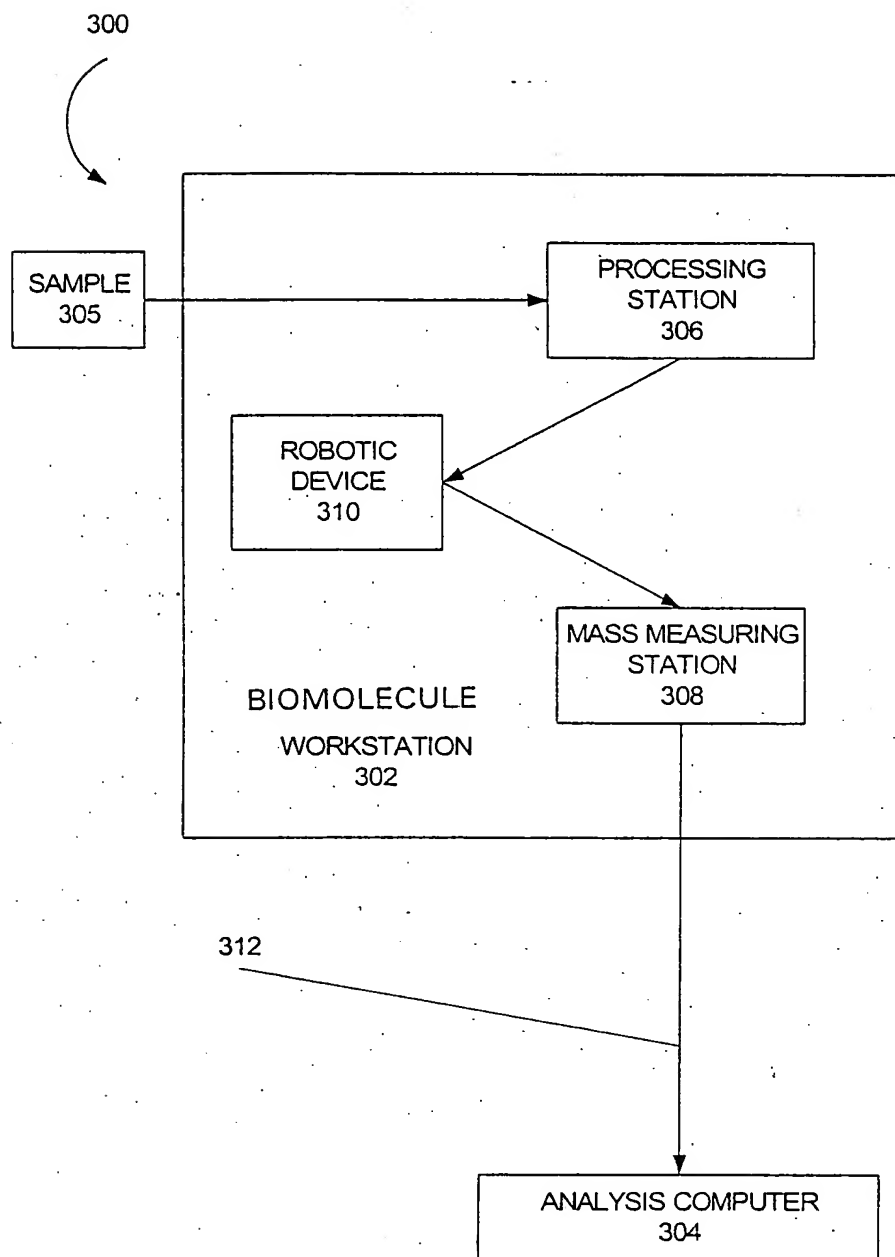 300
SAMPLE
305
PROCESSING
STATION
306
ROBOTIC
DEVICE
310
MASS MEASURING
STATION
308
BIOMOLECULE
WORKSTATION
302
312
ANALYSIS COMPUTER
304